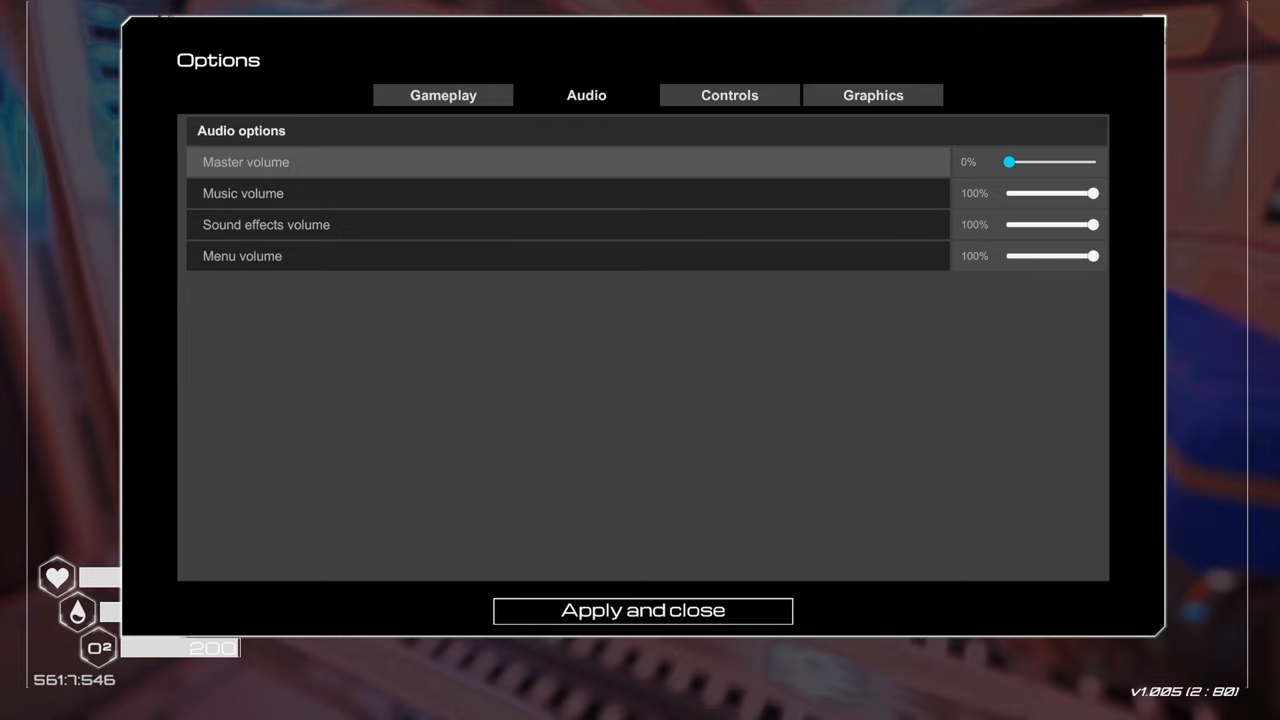 Options
Gameplay Audio Controls Graphics
Audio options
Master volume 0%
Music volume 100%
Sound effects volume 100%
Menu volume 100%
Apply and close
O2 200
561:7:546
v1.005 (2 : 80)